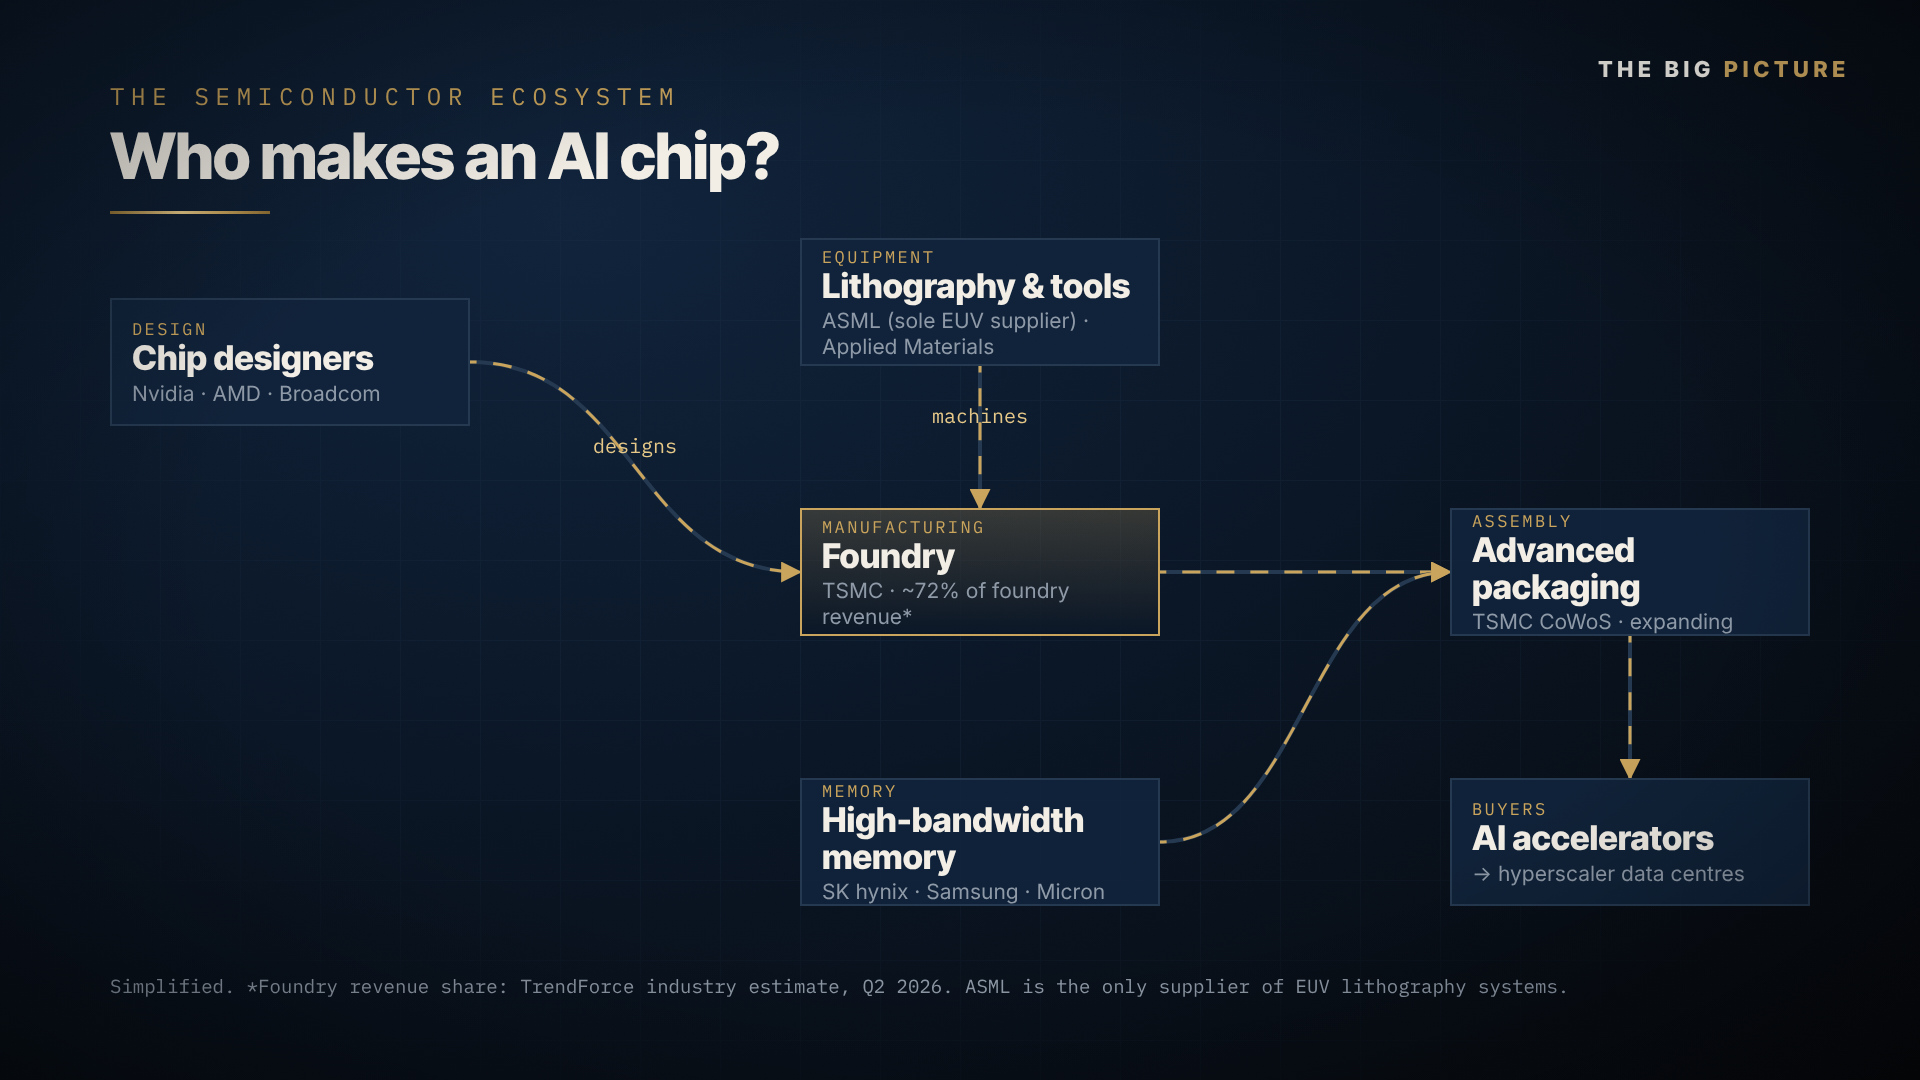 THE BIG PICTURE
THE SEMICONDUCTOR ECOSYSTEM
Who makes an AI chip?
EQUIPMENT
Lithography & tools
ASML (sole EUV supplier) ·
Applied Materials
DESIGN
Chip designers
Nvidia · AMD · Broadcom
machines
designs
MANUFACTURING
Foundry
TSMC · ~72% of foundry
revenue*
ASSEMBLY
Advanced
packaging
TSMC CoWoS · expanding
MEMORY
High-bandwidth
memory
SK hynix · Samsung · Micron
BUYERS
AI accelerators
→ hyperscaler data centres
Simplified. *Foundry revenue share: TrendForce industry estimate, Q2 2026. ASML is the only supplier of EUV lithography systems.